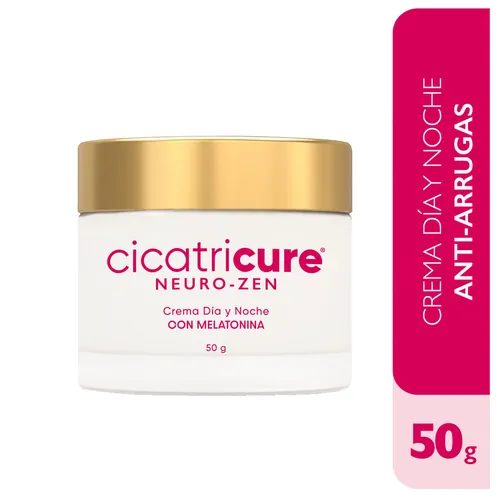 cicatricure®
NEURO-ZEN
Crema Día y Noche
CON MELATONINA
50 g
CREMA DÍA Y NOCHE
ANTI-ARRUGAS
50g